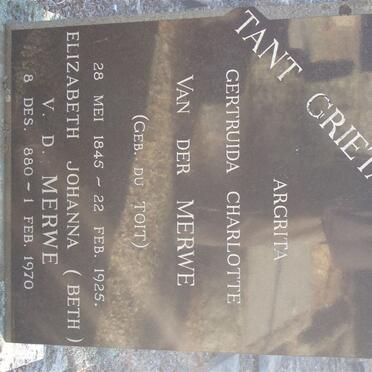 TANT GRIETA
ARGRITA
GERTRUIDA CHARLOTTE
VAN DER MERWE
(GEB. DU TOIT)
28 MEI 1845 ~ 22 FEB. 1925.
ELIZABETH JOHANNA (BETH)
V. D. MERWE
8 DES. 880 ~ 1 FEB. 1970